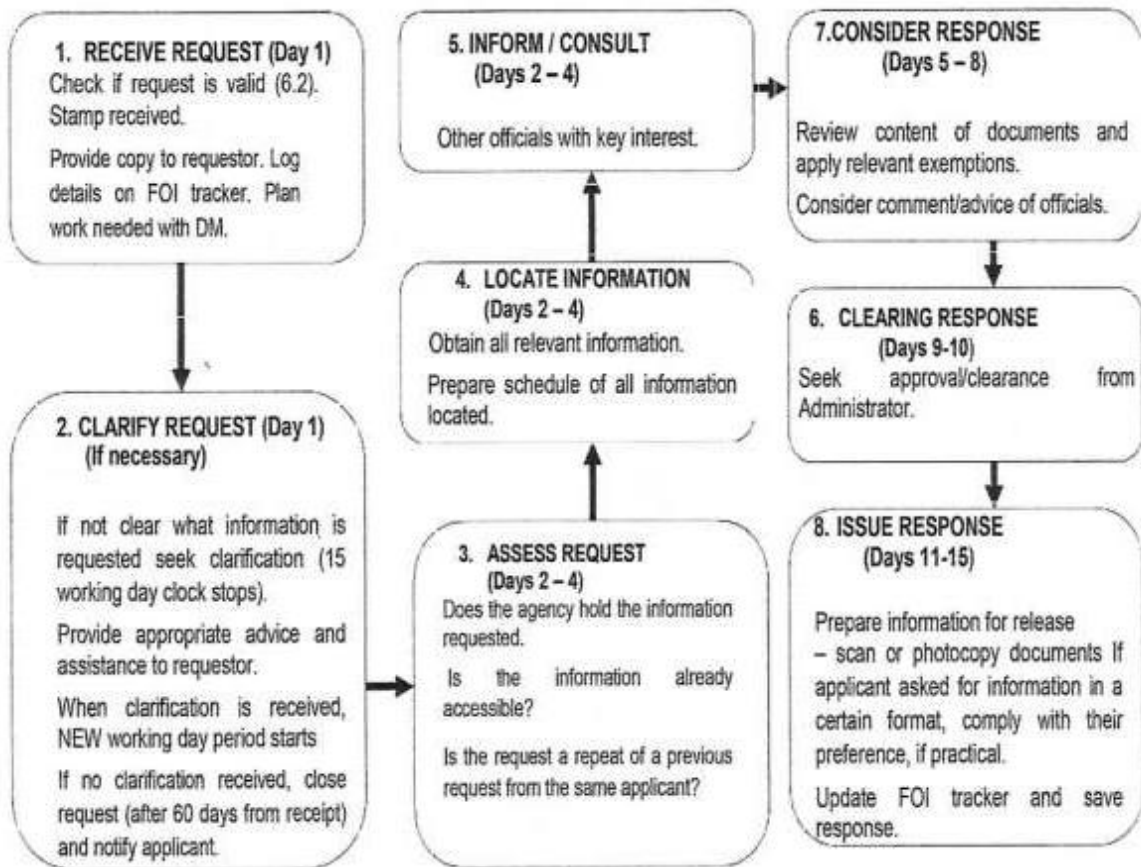 1. RECEIVE REQUEST (Day 1)
Check if request is valid (6.2).
Stamp received.
Provide copy to requestor. Log
details on FOI tracker. Plan
work needed with DM.
2. CLARIFY REQUEST (Day 1)
(If necessary)
If not clear what information is
requested seek clarification (15
working day clock stops).
Provide appropriate advice and
assistance to requestor.
When clarification is received,
NEW working day period starts
If no clarification received, close
request (after 60 days from receipt)
and notify applicant.
3. ASSESS REQUEST
(Days 2 – 4)
Does the agency hold the information
requested.
Is the information already
accessible?
Is the request a repeat of a previous
request from the same applicant?
4. LOCATE INFORMATION
(Days 2 – 4)
Obtain all relevant information.
Prepare schedule of all information
located.
5. INFORM / CONSULT
(Days 2 – 4)
Other officials with key interest.
7.CONSIDER RESPONSE
(Days 5 – 8)
Review content of documents and
apply relevant exemptions.
Consider comment/advice of officials.
6. CLEARING RESPONSE
(Days 9-10)
Seek approval/clearance from
Administrator.
8. ISSUE RESPONSE
(Days 11-15)
Prepare information for release
– scan or photocopy documents If
applicant asked for information in a
certain format, comply with their
preference, if practical.
Update FOI tracker and save
response.